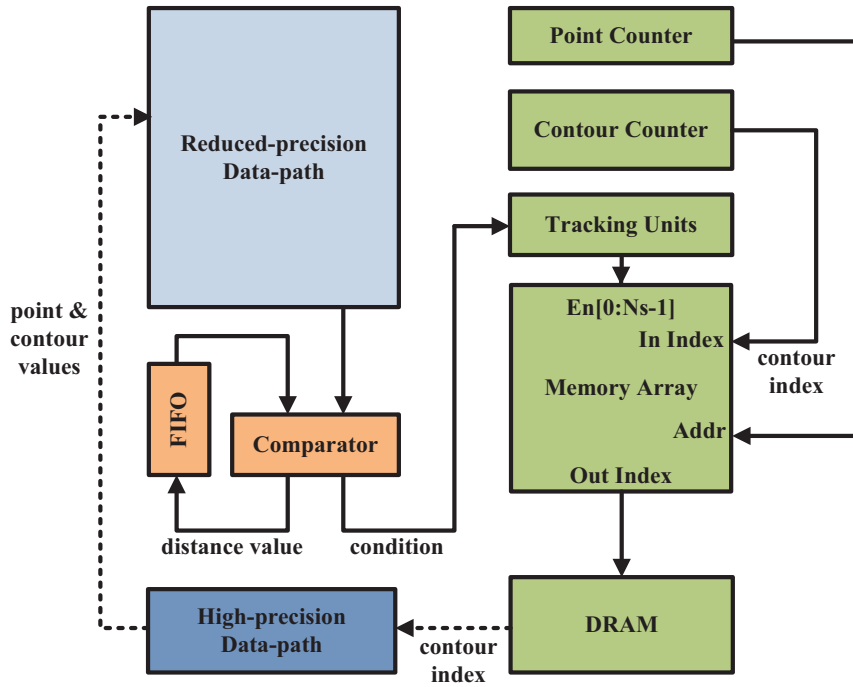 Point Counter
Reduced-precision
Data-path
Contour Counter
Tracking Units
point &
contour
values
En[0:Ns-1]
In Index
contour
index
Memory Array
Addr
Out Index
FIFO
Comparator
distance value
condition
High-precision
Data-path
contour
index
DRAM